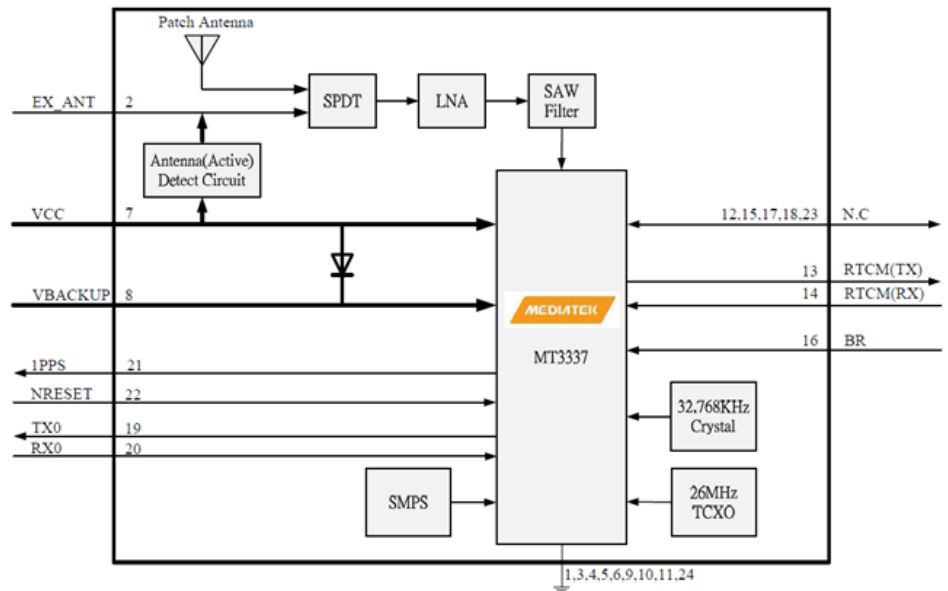 Patch Antenna
EX_ANT 2
SPDT
LNA
SAW
Filter
Antenna(Active)
Detect Circuit
VCC 7
12,15,17,18,23 N.C
13 RTCM(TX)
VBACKUP 8
14 RTCM(RX)
MEDIATEK
MT3337
16 BR
1PPS 21
NRESET 22
TX0 19
RX0 20
32,768KHz
Crystal
SMPS
26MHz
TCXO
1,3,4,5,6,9,10,11,24